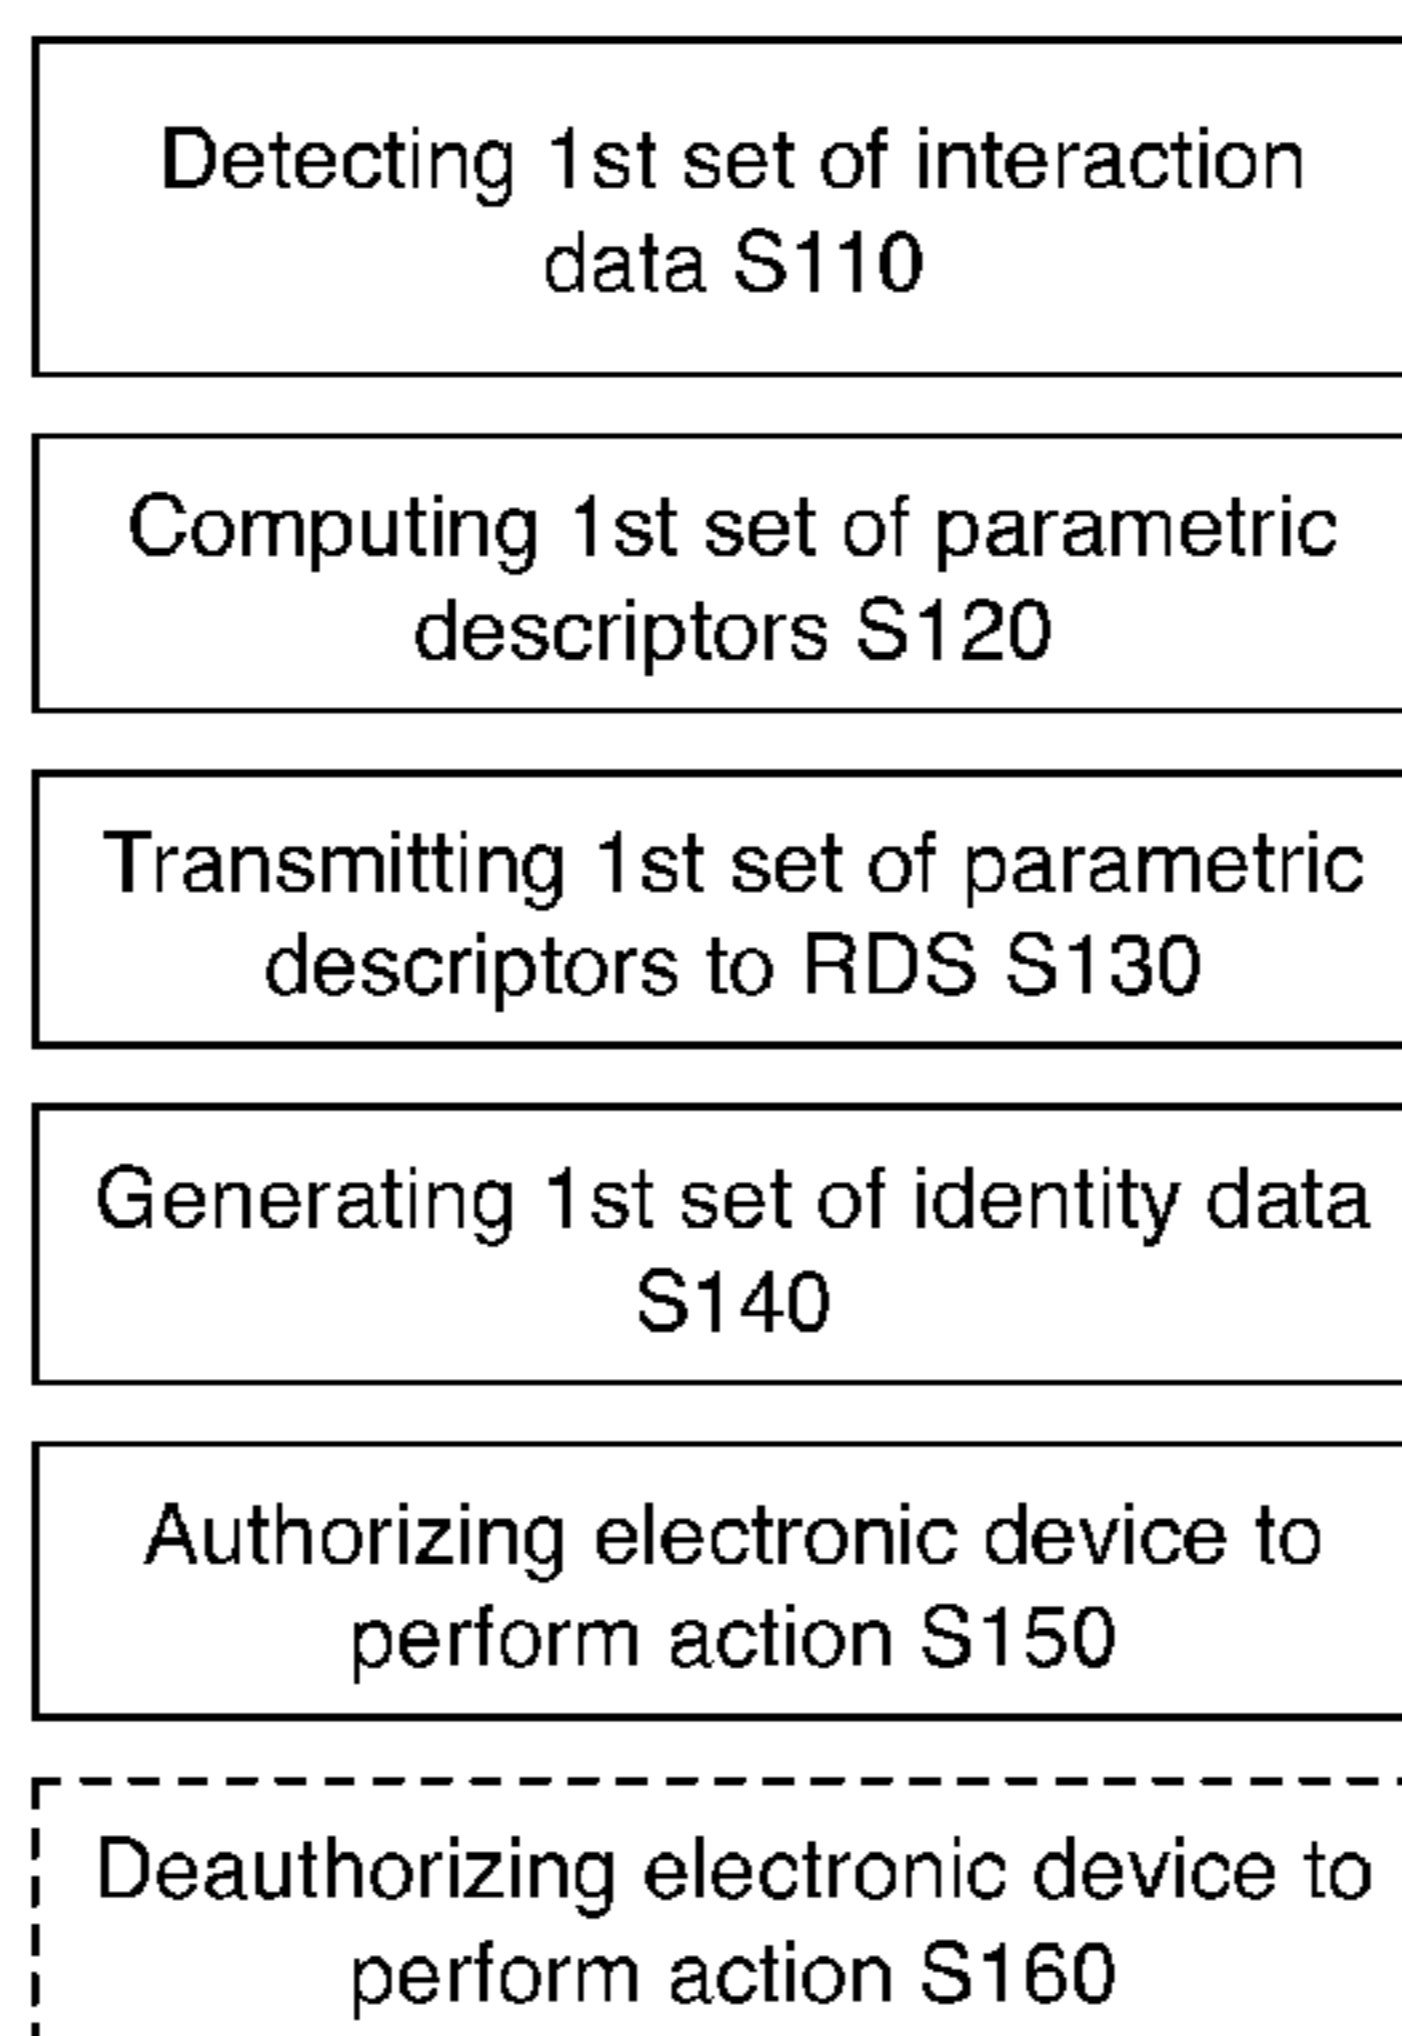 Detecting 1st set of interaction
data S110
Computing 1st set of parametric
descriptors S120
Transmitting 1st set of parametric
descriptors to RDS S130
Generating 1st set of identity data
S140
Authorizing electronic device to
perform action S150
Deauthorizing electronic device to
perform action S160